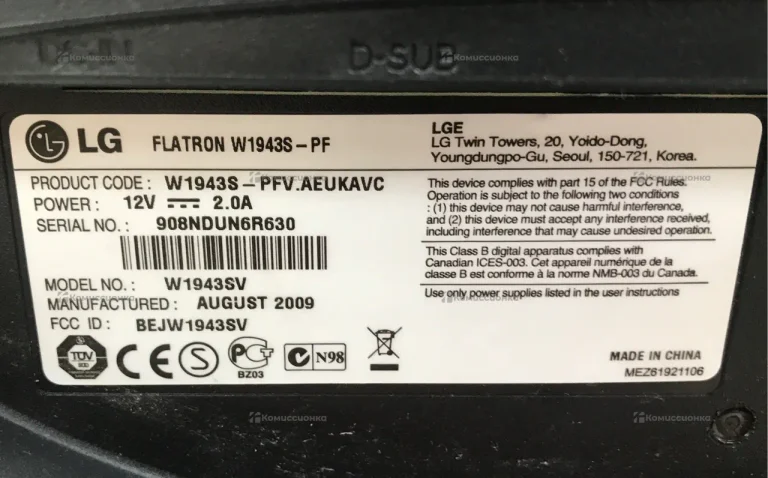 D-SUB
LG FLATRON W1943S-PF
LGE
LG Twin Towers, 20, Yoido-Dong,
Youngdungpo-Gu, Seoul, 150-721, Korea.
PRODUCT CODE : W1943S-PFV.AEUKAVC
POWER : 12V 2.0A
SERIAL NO. : 908NDUN6R630
MODEL NO. : W1943SV
MANUFACTURED : AUGUST 2009
FCC ID : BEJW1943SV
This device complies with part 15 of the FCC Rules.
Operation is subject to the following two conditions
: (1) this device may not cause harmful interference,
and (2) this device must accept any interference received,
including interference that may cause undesired operation.
This Class B digital apparatus complies with
Canadian ICES-003. Cet appareil numérique de la
classe B est conforme à la norme NMB-003 du Canada.
Use only power supplies listed in the user instructions
TÜV
CE
S
PG
BZ03
N98
MADE IN CHINA
MEZ61921106
Комиссионка
Комиссионка
Комиссионка
Комиссионка